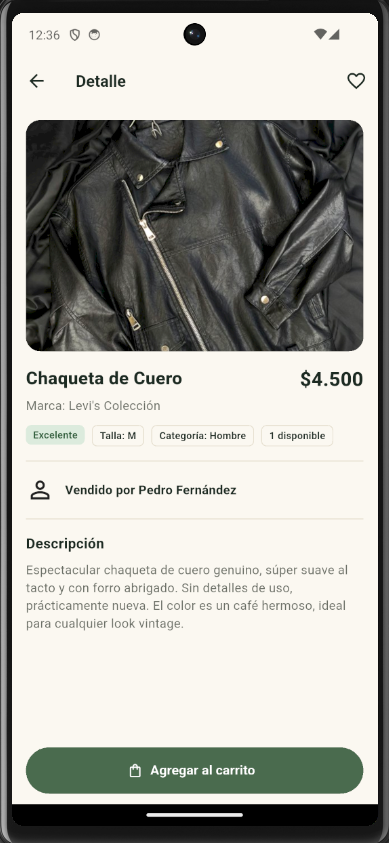 12:36
Detalle
Chaqueta de Cuero
$4.500
Marca: Levi's Colección
Excelente
Talla: M
Categoría: Hombre
1 disponible
Vendido por Pedro Fernández
Descripción
Espectacular chaqueta de cuero genuino, súper suave al
tacto y con forro abrigado. Sin detalles de uso,
prácticamente nueva. El color es un café hermoso, ideal
para cualquier look vintage.
Agregar al carrito